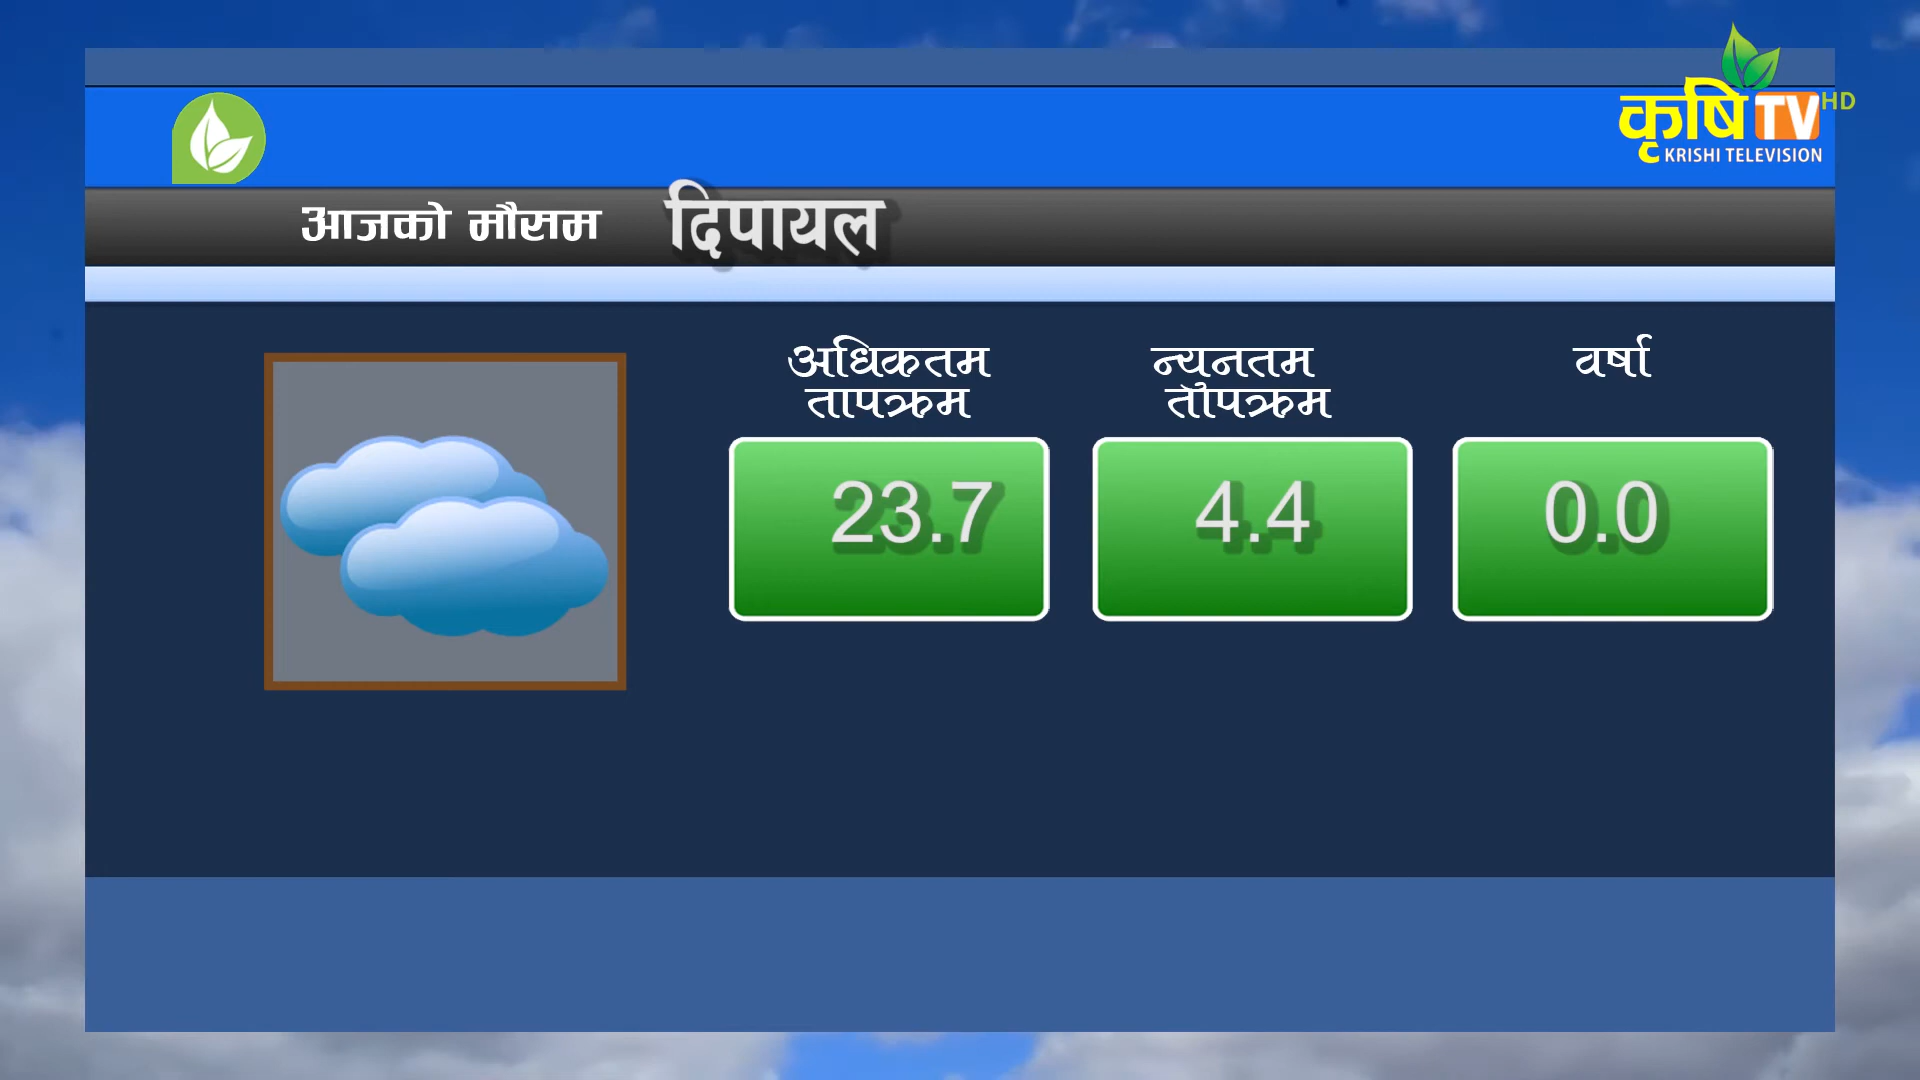 कृषि TV HD
KRISHI TELEVISION
आजको मौसम दिपायल
अधिकतम
तापक्रम
न्यूनतम
तापक्रम
वर्षा
23.7
4.4
0.0